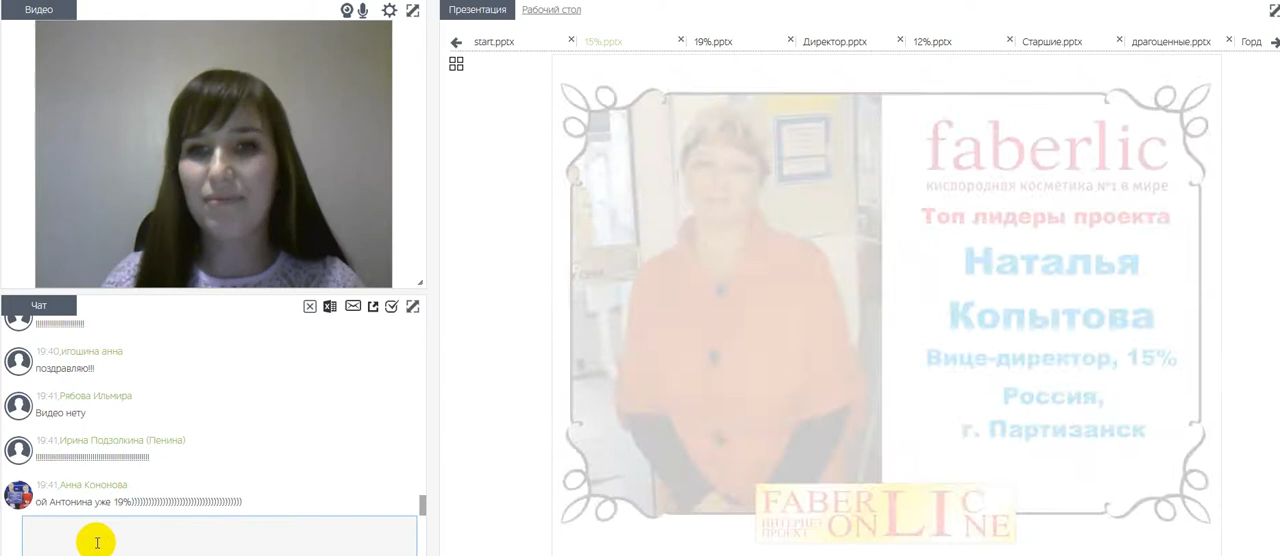 Видео
Чат
!!!!!!!!!!!!!!!!!!!!!!!!
19:40,игошина анна
поздравляю!!!
19:41,Рябова Ильмира
Видео нету
19:41,Ирина Подзолкина (Пенина)
!!!!!!!!!!!!!!!!!!!!!!!!!!!!!!!!!!!!!!!!!!!!!!!!!!!!!!!!
19:41,Анна Кононова
ой Антонина уже 19%))))))))))))))))))))))))))))))))))))))))
Презентация Рабочий стол
start.pptx 15%.pptx 19%.pptx Директор.pptx 12%.pptx Старшие.pptx драгоценные.pptx Горд
faberlic
кислородная косметика №1 в мире
Топ лидеры проекта
Наталья
Копытова
Вице-директор, 15%
Россия,
г. Партизанск
FABERLIC
ИНТЕРНЕТ
ПРОЕКТ
ONLINE